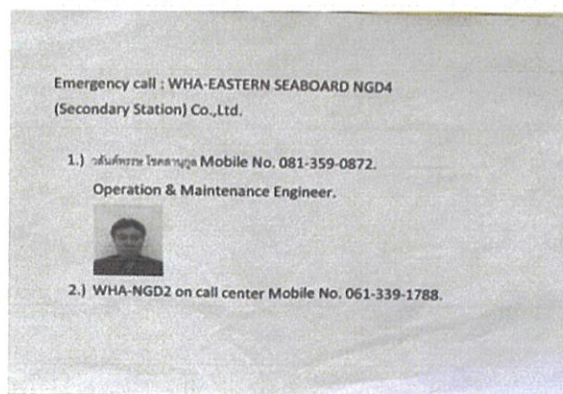 Emergency call : WHA-EASTERN SEABOARD NGD4
(Secondary Station) Co.,Ltd.
1.) Mobile No. 081-359-0872.
Operation & Maintenance Engineer.
2.) WHA-NGD2 on call center Mobile No. 061-339-1788.